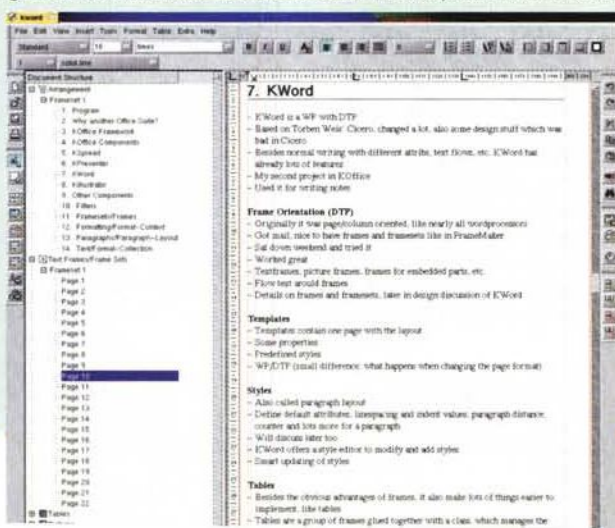 kword
File Edit View Insert Tools Format Table Extra Help
Standard 18 times
1 solid line
Document Structure
Arrangement
Frameset 1
1. Program
2. Why another Office Suite?
3. KOffice Framework
4. KOffice Components
5. KSpread
6. KPresenter
7. KWord
8. KIllustrator
9. Other Components
10. Filters
11. Framesets/Frames
12. Formatting/Format-Context
13. Paragraphs/Paragraph-Layout
14. Text/Format-Collection
Text Frames/Frame Sets
Frameset 1
Page 1
Page 2
Page 3
Page 4
Page 5
Page 6
Page 7
Page 8
Page 9
Page 10
Page 11
Page 12
Page 13
Page 14
Page 15
Page 16
Page 17
Page 18
Page 19
Page 20
Page 21
Page 22
Tables
7. KWord
- KWord is a WP with DTP
- Based on Torben Weis' Cicero, changed a lot, also some design stuff which was
bad in Cicero
- Besides normal writing with different attribs, text flows, etc. KWord has
already lots of features
- My second project in KOffice
- Used it for writing notes
Frame Orientation (DTP)
- Originally it was page/column oriented, like nearly all wordprocessors
- Got mail, nice to have frames and framesets like in FrameMaker
- Sat down weekend and tried it
- Worked great
- Textframes, picture frames, frames for embedded parts, etc.
- Flow text around frames
- Details on frames and framesets, later in design discussion of KWord
Templates
- Templates contain one page with the layout
- Some properties
- Predefined styles
- WP/DTP (small difference: what happens when changing the page format)
Styles
- Also called paragraph layout
- Define default attributes, linespacing and indent values, paragraph distance,
counter and lots more for a paragraph
- Will discuss later too
- KWord offers a style editor to modify and add styles
- Smart updating of styles
Tables
- Besides the obvious advantages of frames, it also make lots of things easier to
implement, like tables
- Tables are a group of frames glued together with a class, which manages the